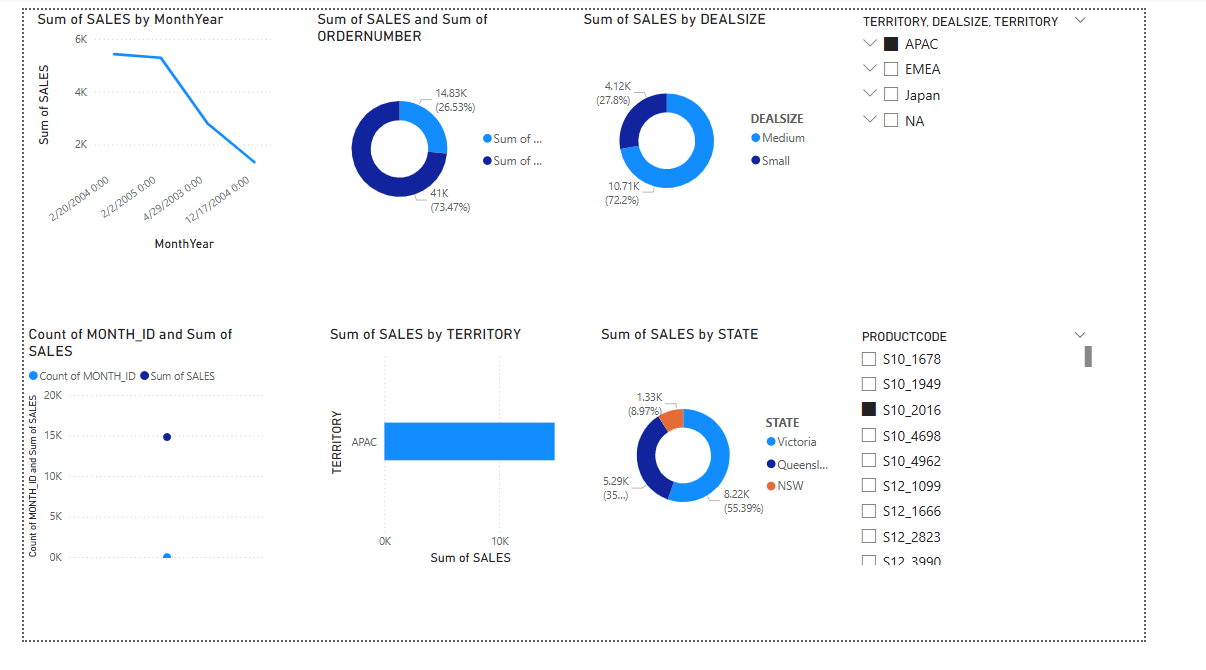 Sum of SALES by MonthYear
6K
4K
2K
Sum of SALES
2/20/2004 0:00
2/2/2005 0:00
4/29/2003 0:00
12/17/2004 0:00
MonthYear
Sum of SALES and Sum of
ORDERNUMBER
14.83K
(26.53%)
41K
(73.47%)
Sum of ...
Sum of ...
Sum of SALES by DEALSIZE
4.12K
(27.8%)
10.71K
(72.2%)
DEALSIZE
Medium
Small
TERRITORY, DEALSIZE, TERRITORY
APAC
EMEA
Japan
NA
Count of MONTH_ID and Sum of
SALES
Count of MONTH_ID
Sum of SALES
20K
15K
10K
5K
0K
Count of MONTH_ID and Sum of SALES
Sum of SALES by TERRITORY
TERRITORY
APAC
0K
10K
Sum of SALES
Sum of SALES by STATE
1.33K
(8.97%)
5.29K
(35...)
8.22K
(55.39%)
STATE
Victoria
Queensl...
NSW
PRODUCTCODE
S10_1678
S10_1949
S10_2016
S10_4698
S10_4962
S12_1099
S12_1666
S12_2823
S12_3990